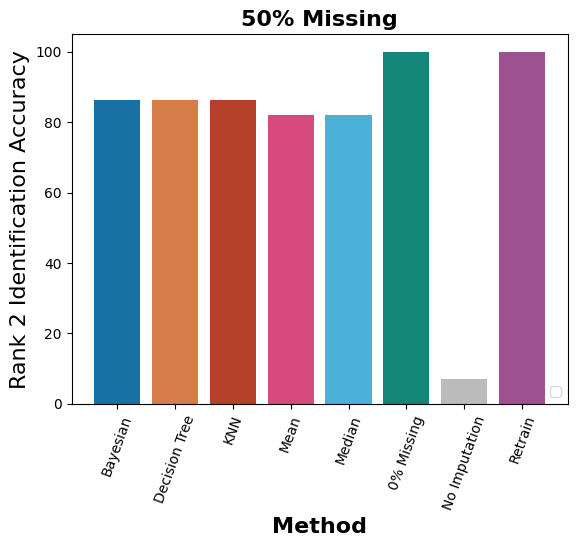 50% Missing
Rank 2 Identification Accuracy
100
80
60
40
20
0
Bayesian
Decision Tree
KNN
Mean
Median
0% Missing
No Imputation
Retrain
Method